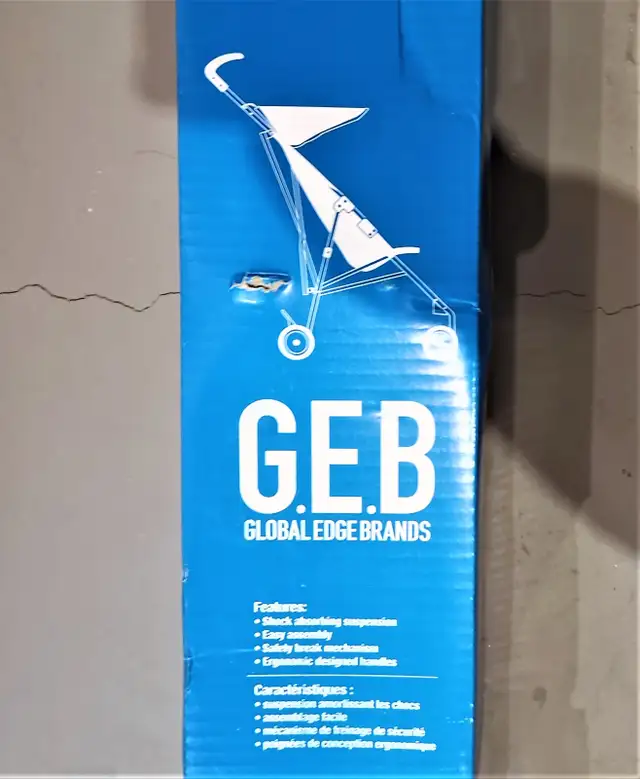 G.E.B
GLOBAL EDGE BRANDS
Features:
• Shock absorbing suspension
• Easy assembly
• Safety break mechanism
• Ergonomic designed handles
Caractéristiques :
• suspension amortissant les chocs
• assemblage facile
• mécanisme de freinage de sécurité
• poignées de conception ergonomique